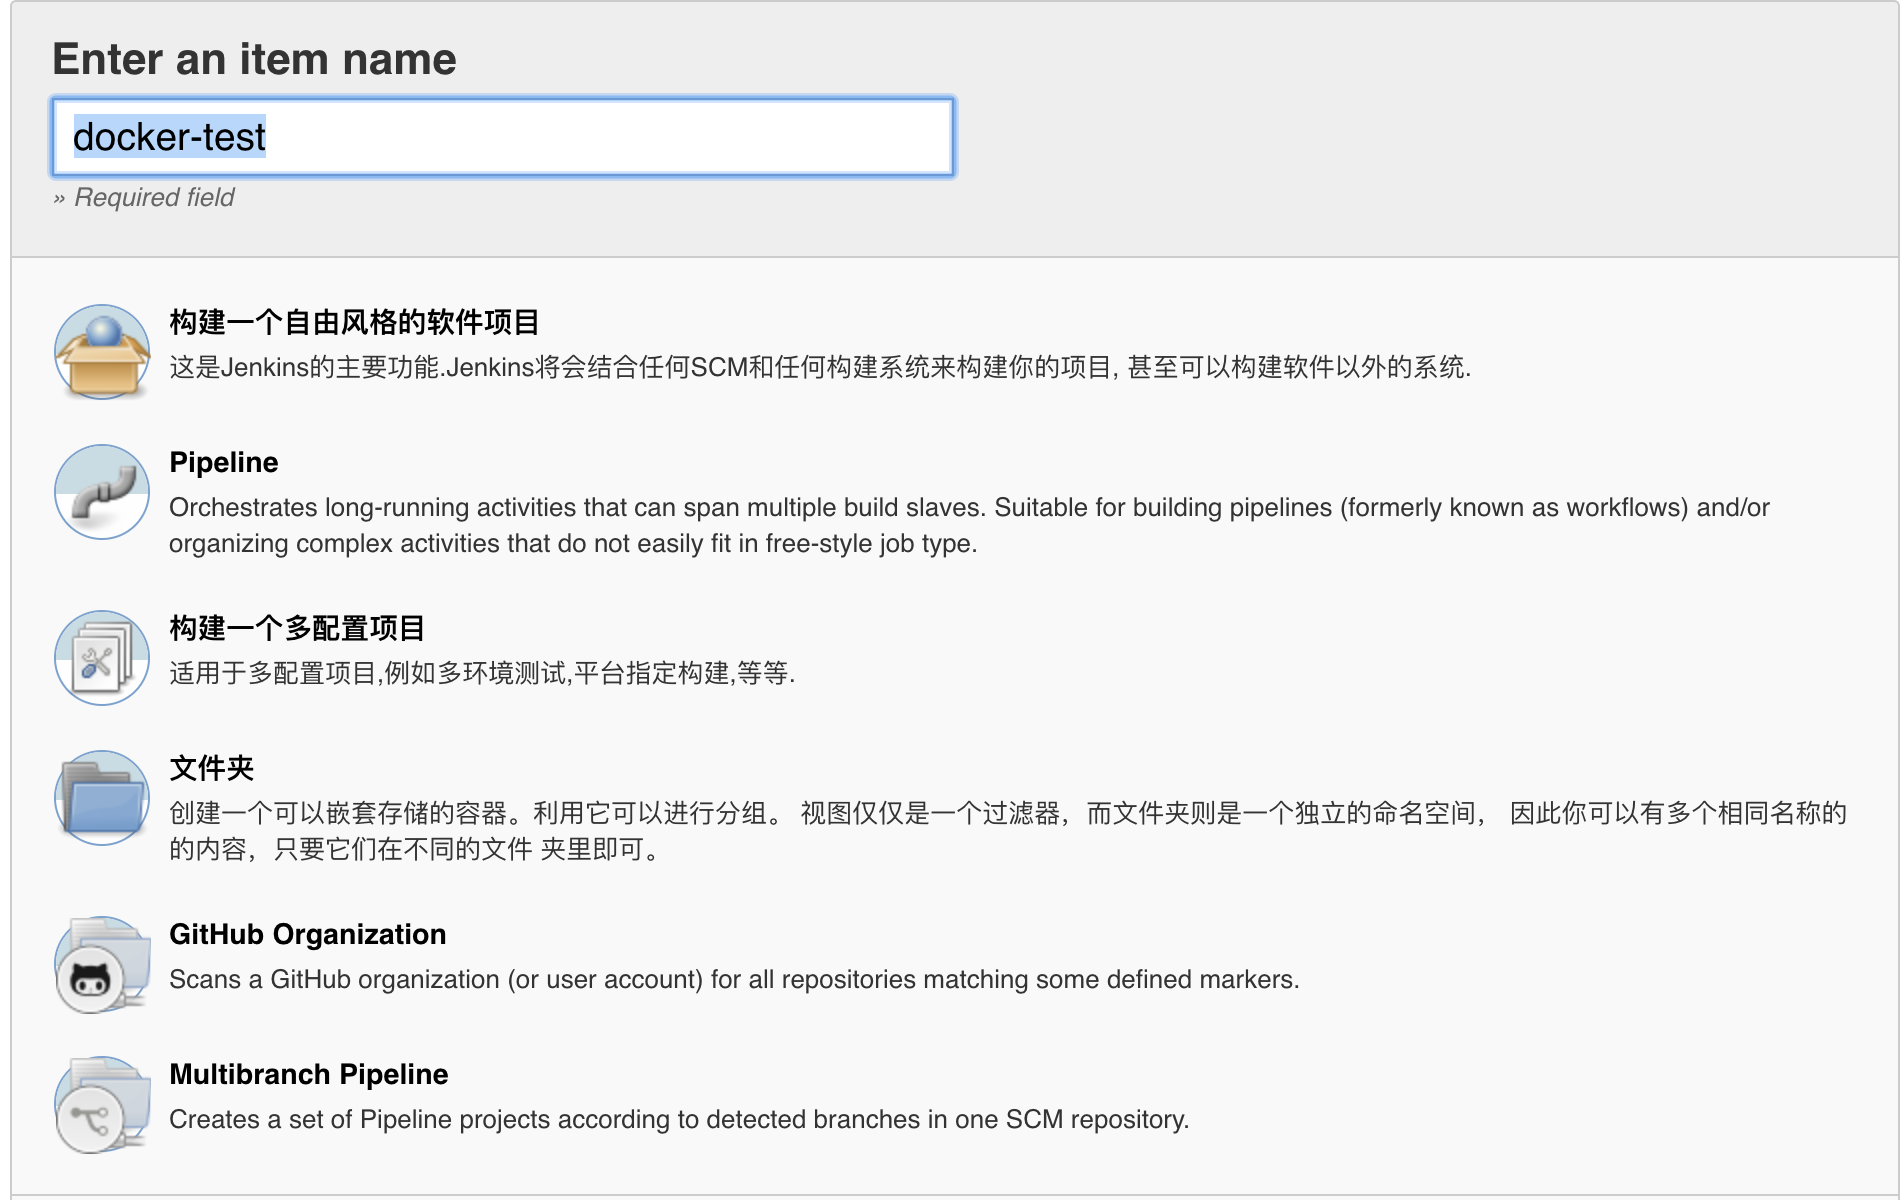 Enter an item name
docker-test
» Required field
构建一个自由风格的软件项目
这是Jenkins的主要功能.Jenkins将会结合任何SCM和任何构建系统来构建你的项目, 甚至可以构建软件以外的系统.
Pipeline
Orchestrates long-running activities that can span multiple build slaves. Suitable for building pipelines (formerly known as workflows) and/or
organizing complex activities that do not easily fit in free-style job type.
构建一个多配置项目
适用于多配置项目,例如多环境测试,平台指定构建,等等.
文件夹
创建一个可以嵌套存储的容器。利用它可以进行分组。 视图仅仅是一个过滤器，而文件夹则是一个独立的命名空间， 因此你可以有多个相同名称的
的内容，只要它们在不同的文件 夹里即可。
GitHub Organization
Scans a GitHub organization (or user account) for all repositories matching some defined markers.
Multibranch Pipeline
Creates a set of Pipeline projects according to detected branches in one SCM repository.